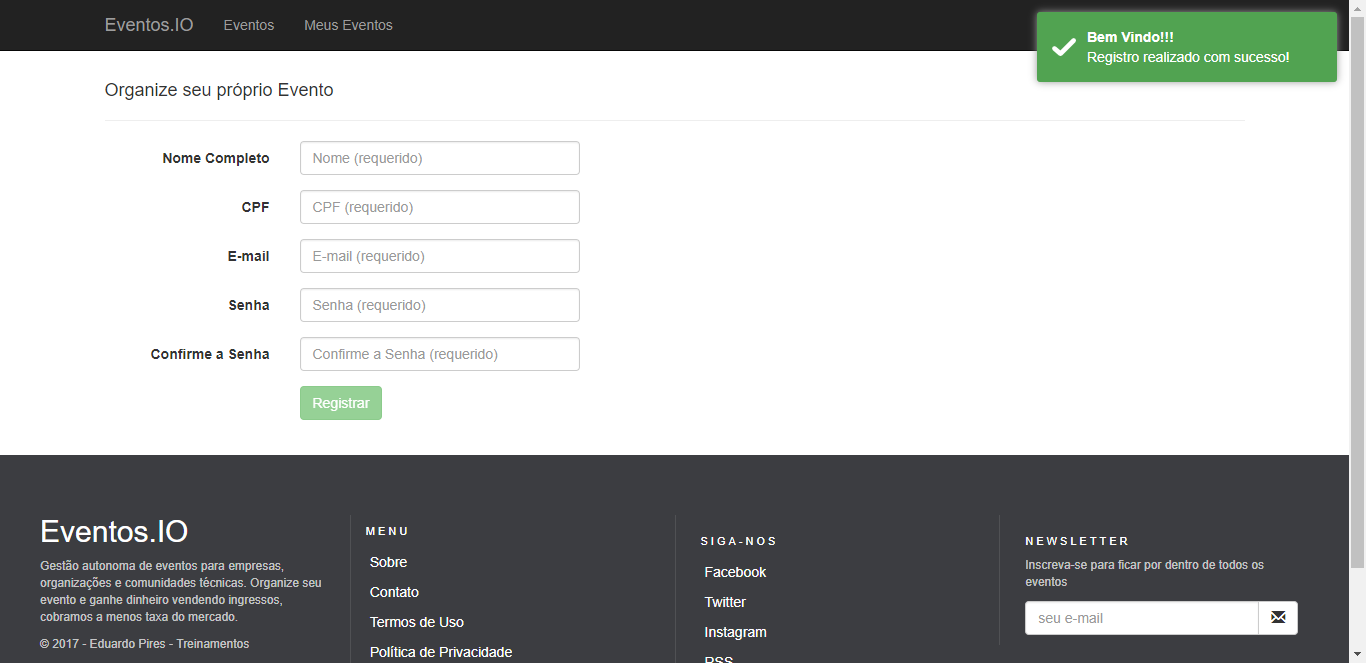 Eventos.IO
Eventos
Meus Eventos
Bem Vindo!!!
Registro realizado com sucesso!
Organize seu próprio Evento
Nome Completo
Nome (requerido)
CPF
CPF (requerido)
E-mail
E-mail (requerido)
Senha
Senha (requerido)
Confirme a Senha
Confirme a Senha (requerido)
Registrar
Eventos.IO
Gestão autonoma de eventos para empresas,
organizações e comunidades técnicas. Organize seu
evento e ganhe dinheiro vendendo ingressos,
cobramos a menos taxa do mercado.
© 2017 - Eduardo Pires - Treinamentos
MENU
Sobre
Contato
Termos de Uso
Política de Privacidade
SIGA-NOS
Facebook
Twitter
Instagram
RSS
NEWSLETTER
Inscreva-se para ficar por dentro de todos os
eventos
seu e-mail